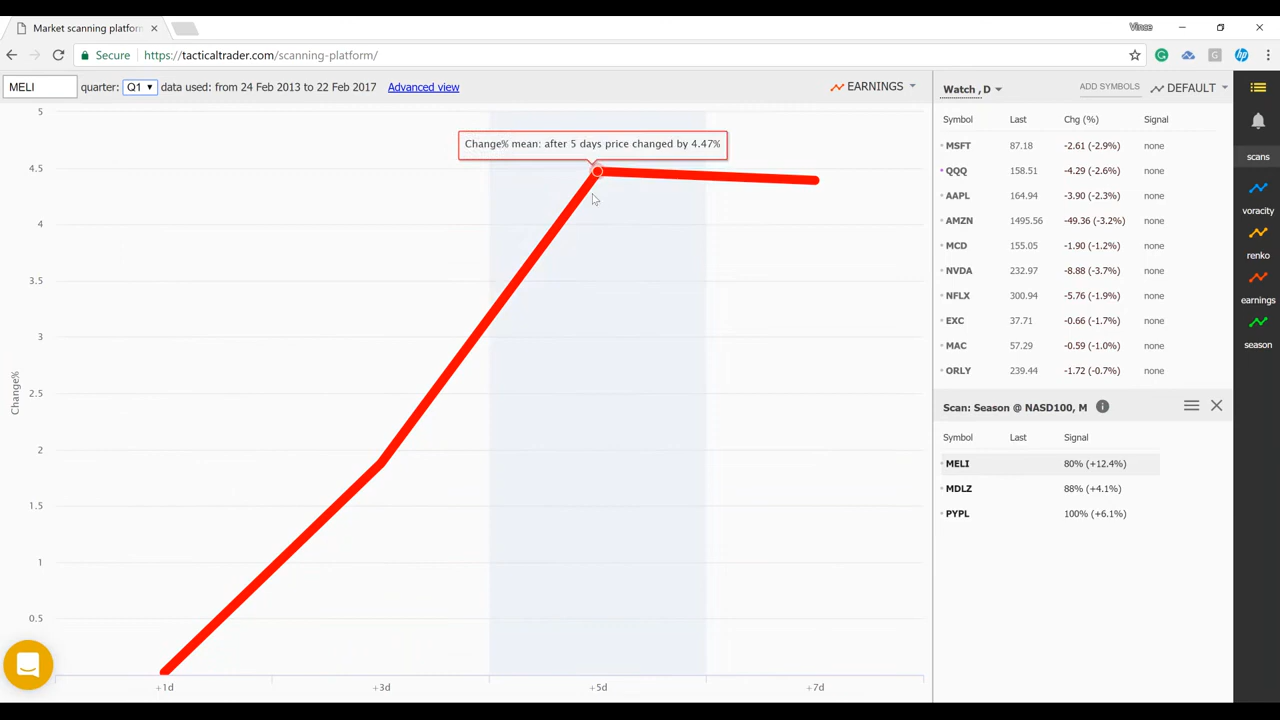 Market scanning platform
Vince
Secure https://tacticaltrader.com/scanning-platform/
MELI quarter: Q1 data used: from 24 Feb 2013 to 22 Feb 2017 Advanced view EARNINGS
Change% mean: after 5 days price changed by 4.47%
Change%
5
4.5
4
3.5
3
2.5
2
1.5
1
0.5
+1d +3d +5d +7d
Watch , D ADD SYMBOLS DEFAULT
Symbol Last Chg (%) Signal
MSFT 87.18 -2.61 (-2.9%) none
QQQ 158.51 -4.29 (-2.6%) none
AAPL 164.94 -3.90 (-2.3%) none
AMZN 1495.56 -49.36 (-3.2%) none
MCD 155.05 -1.90 (-1.2%) none
NVDA 232.97 -8.88 (-3.7%) none
NFLX 300.94 -5.76 (-1.9%) none
EXC 37.71 -0.66 (-1.7%) none
MAC 57.29 -0.59 (-1.0%) none
ORLY 239.44 -1.72 (-0.7%) none
Scan: Season @ NASD100, M
Symbol Last Signal
MELI 80% (+12.4%)
MDLZ 88% (+4.1%)
PYPL 100% (+6.1%)
scans
voracity
renko
earnings
season
hp
G
G